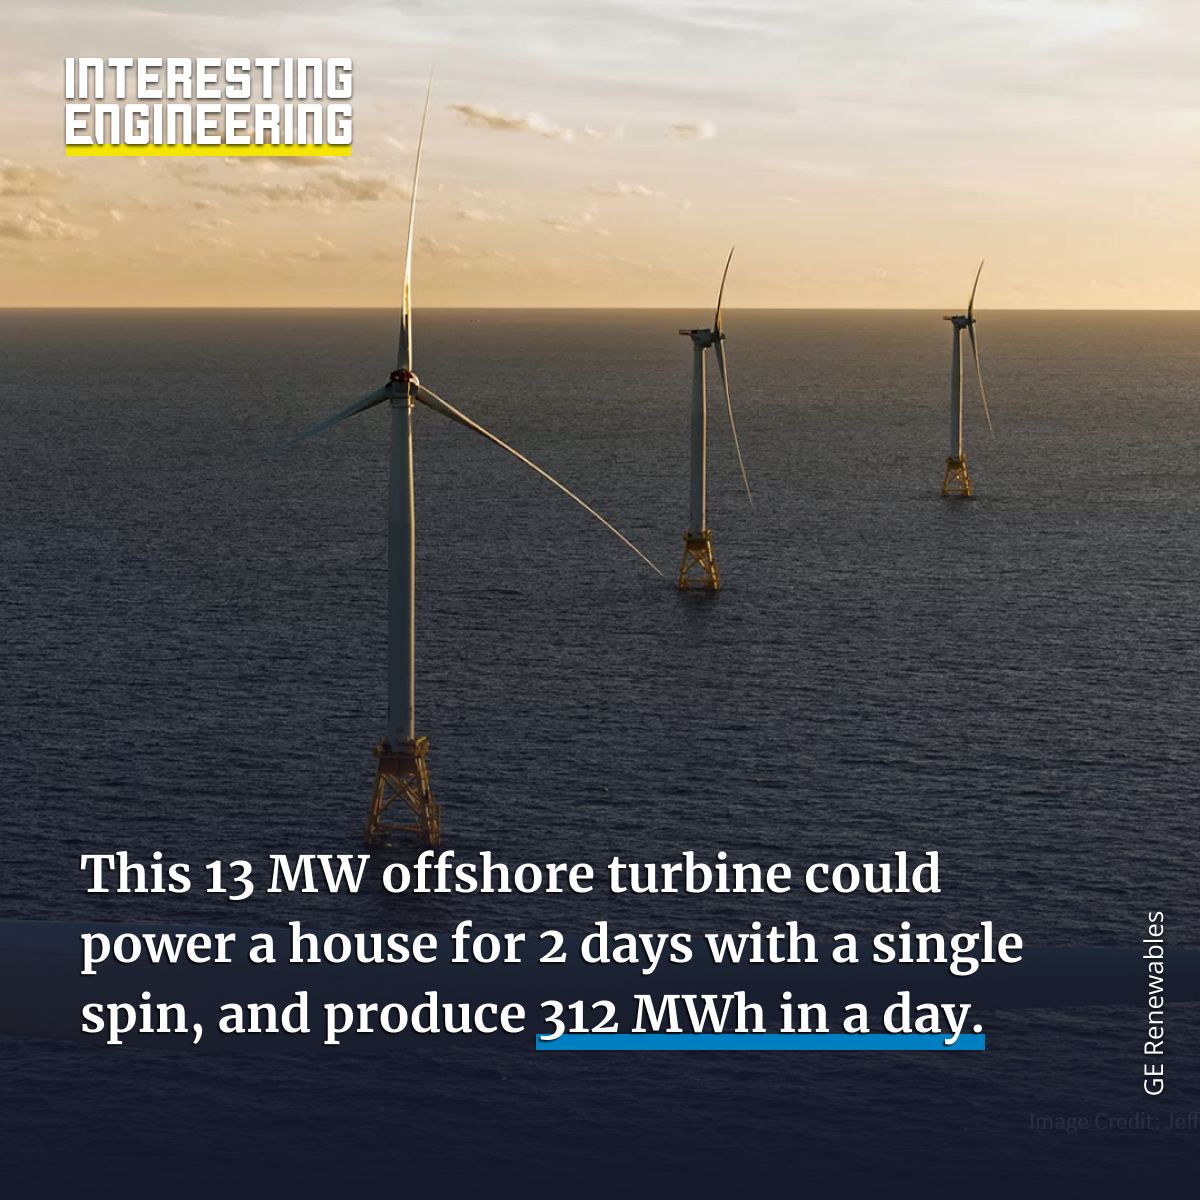 INTERESTING
ENGINEERING
This 13 MW offshore turbine could
power a house for 2 days with a single
spin, and produce 312 MWh in a day.
GE Renewables
Image Credit: